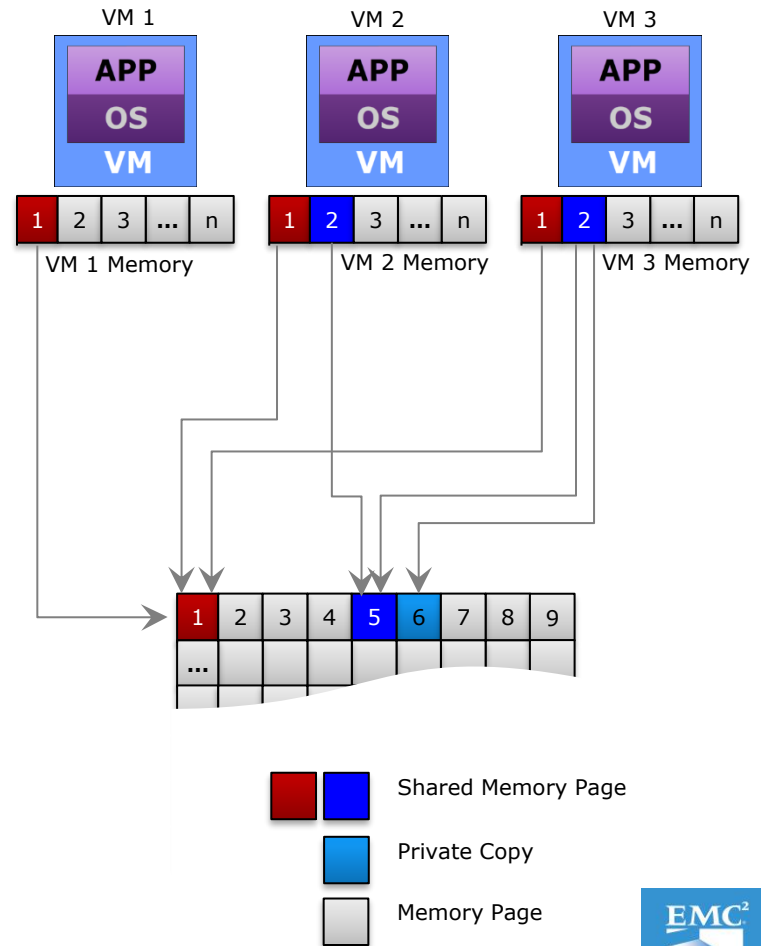 VM 1 VM 2 VM 3
APP APP APP
OS OS OS
VM VM VM
1 2 3 ... n 1 2 3 ... n 1 2 3 ... n
VM 1 Memory VM 2 Memory VM 3 Memory
1 2 3 4 5 6 7 8 9
...
Shared Memory Page
Private Copy
Memory Page
EMC²